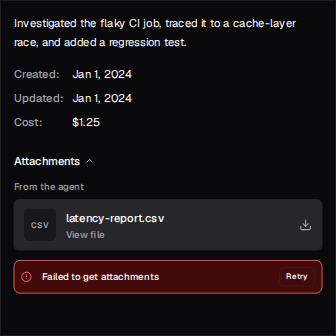 Investigated the flaky CI job, traced it to a cache-layer
race, and added a regression test.
Created: Jan 1, 2024
Updated: Jan 1, 2024
Cost: $1.25
Attachments
From the agent
CSV
latency-report.csv
View file
Failed to get attachments Retry